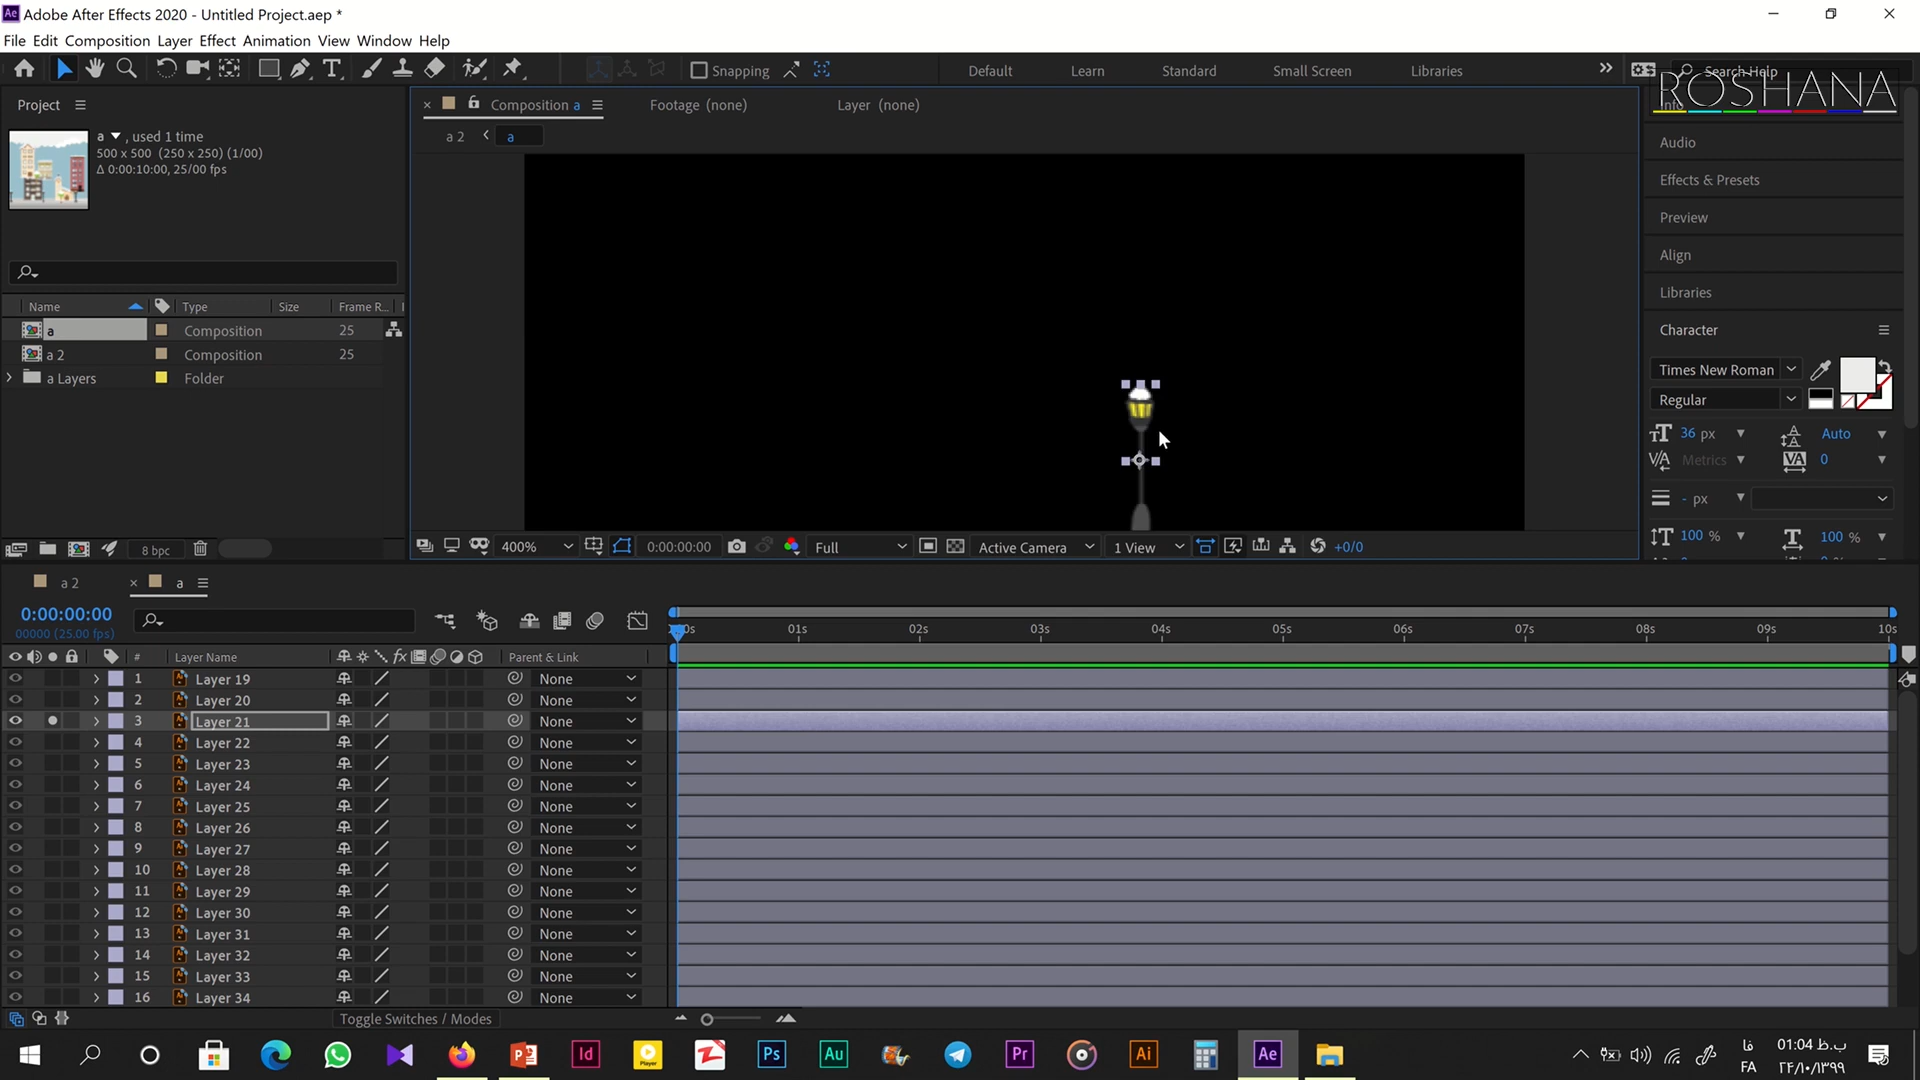 Adobe After Effects 2020 - Untitled Project.aep *
File Edit Composition Layer Effect Animation View Window Help
Snapping
Default
Learn
Standard
Small Screen
Libraries
Search Help
ROSHANA
Project
a , used 1 time
500 x 500 (250 x 250) (1/00)
Δ 0:00:10:00, 25/00 fps
Name Type Size Frame R...
a Composition 25
a 2 Composition 25
a Layers Folder
8 bpc
Composition a
Footage (none)
Layer (none)
a 2
a
400%
0:00:00:00
Full
Active Camera
1 View
+0/0
Info
Audio
Effects & Presets
Preview
Align
Libraries
Character
Times New Roman
Regular
36 px
Auto
Metrics
0
- px
100 %
100 %
a 2
a
0:00:00:00
00000 (25.00 fps)
01s 02s 03s 04s 05s 06s 07s 08s 09s 10s
# Layer Name Parent & Link
1 Layer 19 None
2 Layer 20 None
3 Layer 21 None
4 Layer 22 None
5 Layer 23 None
6 Layer 24 None
7 Layer 25 None
8 Layer 26 None
9 Layer 27 None
10 Layer 28 None
11 Layer 29 None
12 Layer 30 None
13 Layer 31 None
14 Layer 32 None
15 Layer 33 None
16 Layer 34 None
Toggle Switches / Modes
Id
Player
Ps
Au
Pr
Ai
Ae
فا
FA
01:04 ب.ظ
۲۴/۱۰/۱۳۹۹